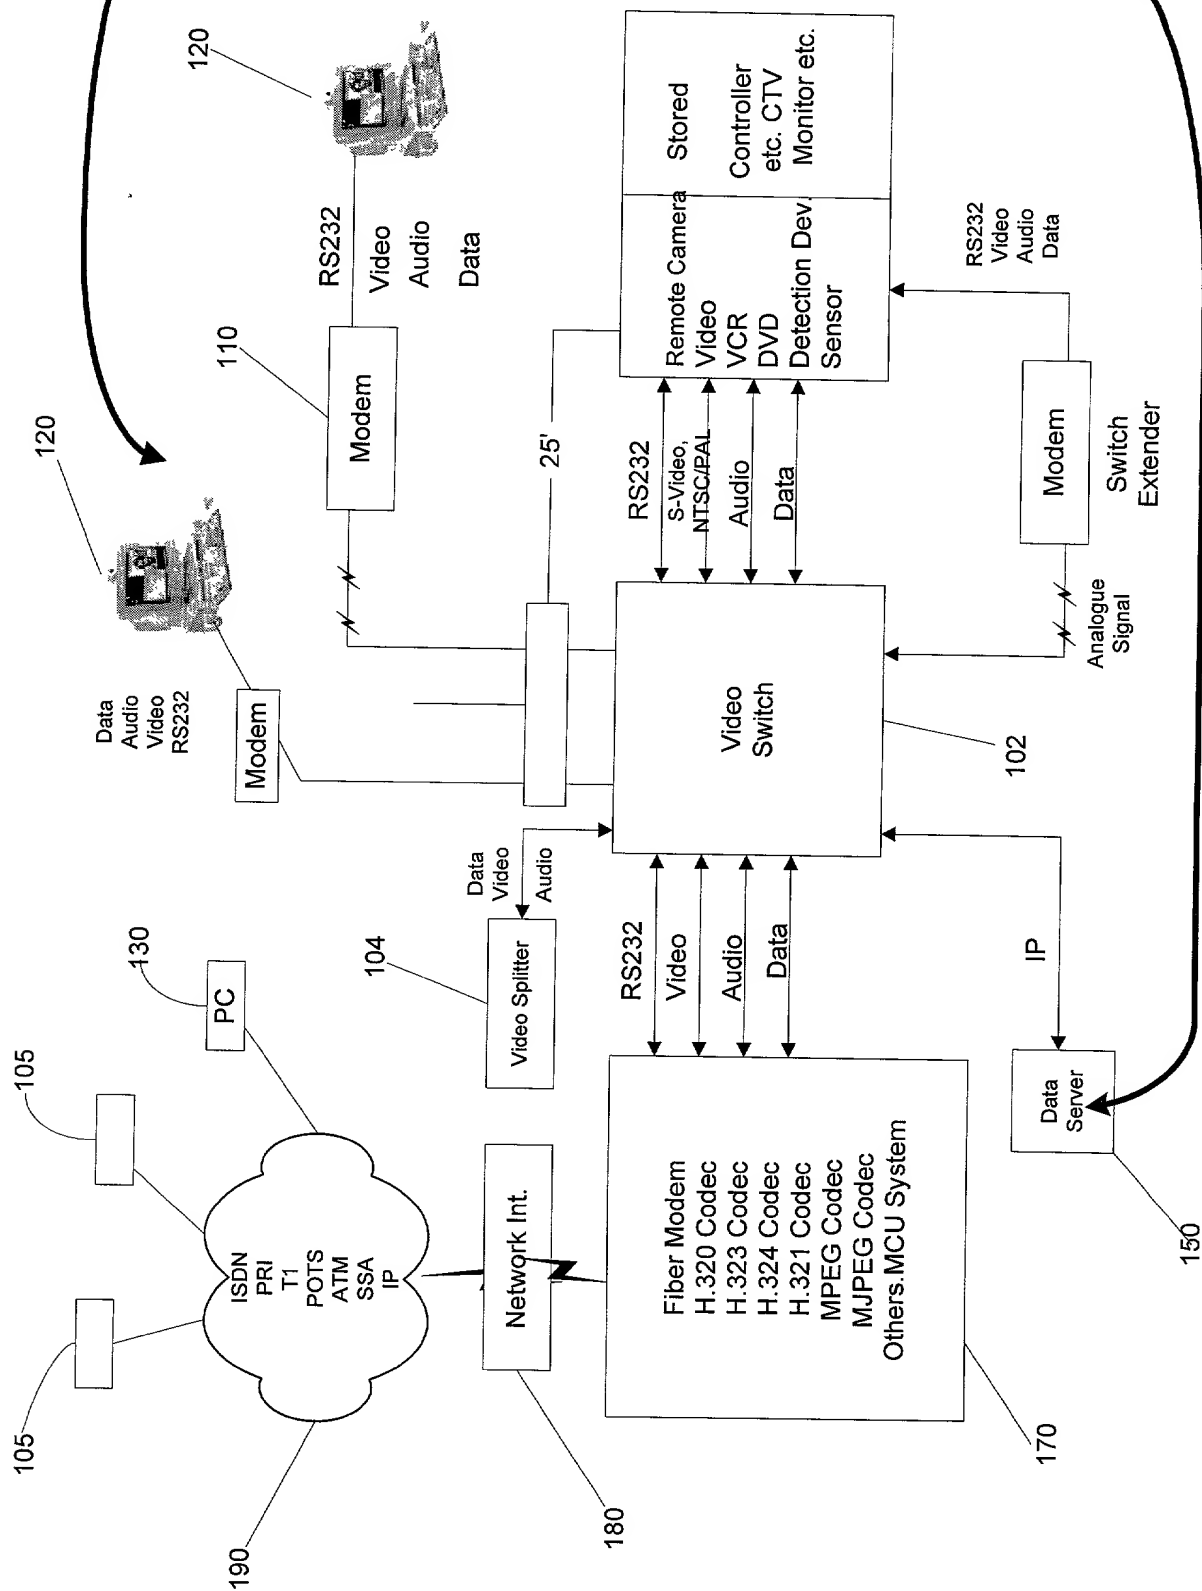 105
105
130
PC
190
ISDN
PRI
T1
POTS
ATM
SSA
IP
180
Network Int.
104
Video Splitter
Data
Video
Audio
120
Data
Audio
Video
RS232
Modem
120
110
Modem
RS232
Video
Audio
Data
25'
170
Fiber Modem
H.320 Codec
H.323 Codec
H.324 Codec
H.321 Codec
MPEG Codec
MJPEG Codec
Others.MCU System
RS232
Video
Audio
Data
Video
Switch
102
RS232
S-Video,
NTSC/PAL
Audio
Data
Remote Camera
Video
VCR
DVD
Detection Dev.
Sensor
Stored
Controller
etc. CTV
Monitor etc.
150
Data
Server
IP
Analogue
Signal
Modem
Switch
Extender
RS232
Video
Audio
Data